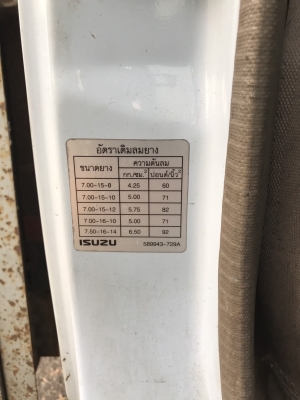 อัตราเติมลมยาง
ขนาดยาง ความดันลม
กก./ซม.² ปอนด์/นิ้ว²
7.00-15-8 4.25 60
7.00-15-10 5.00 71
7.00-15-12 5.75 82
7.00-16-10 5.00 71
7.50-16-14 6.50 92
ISUZU 589943-729A